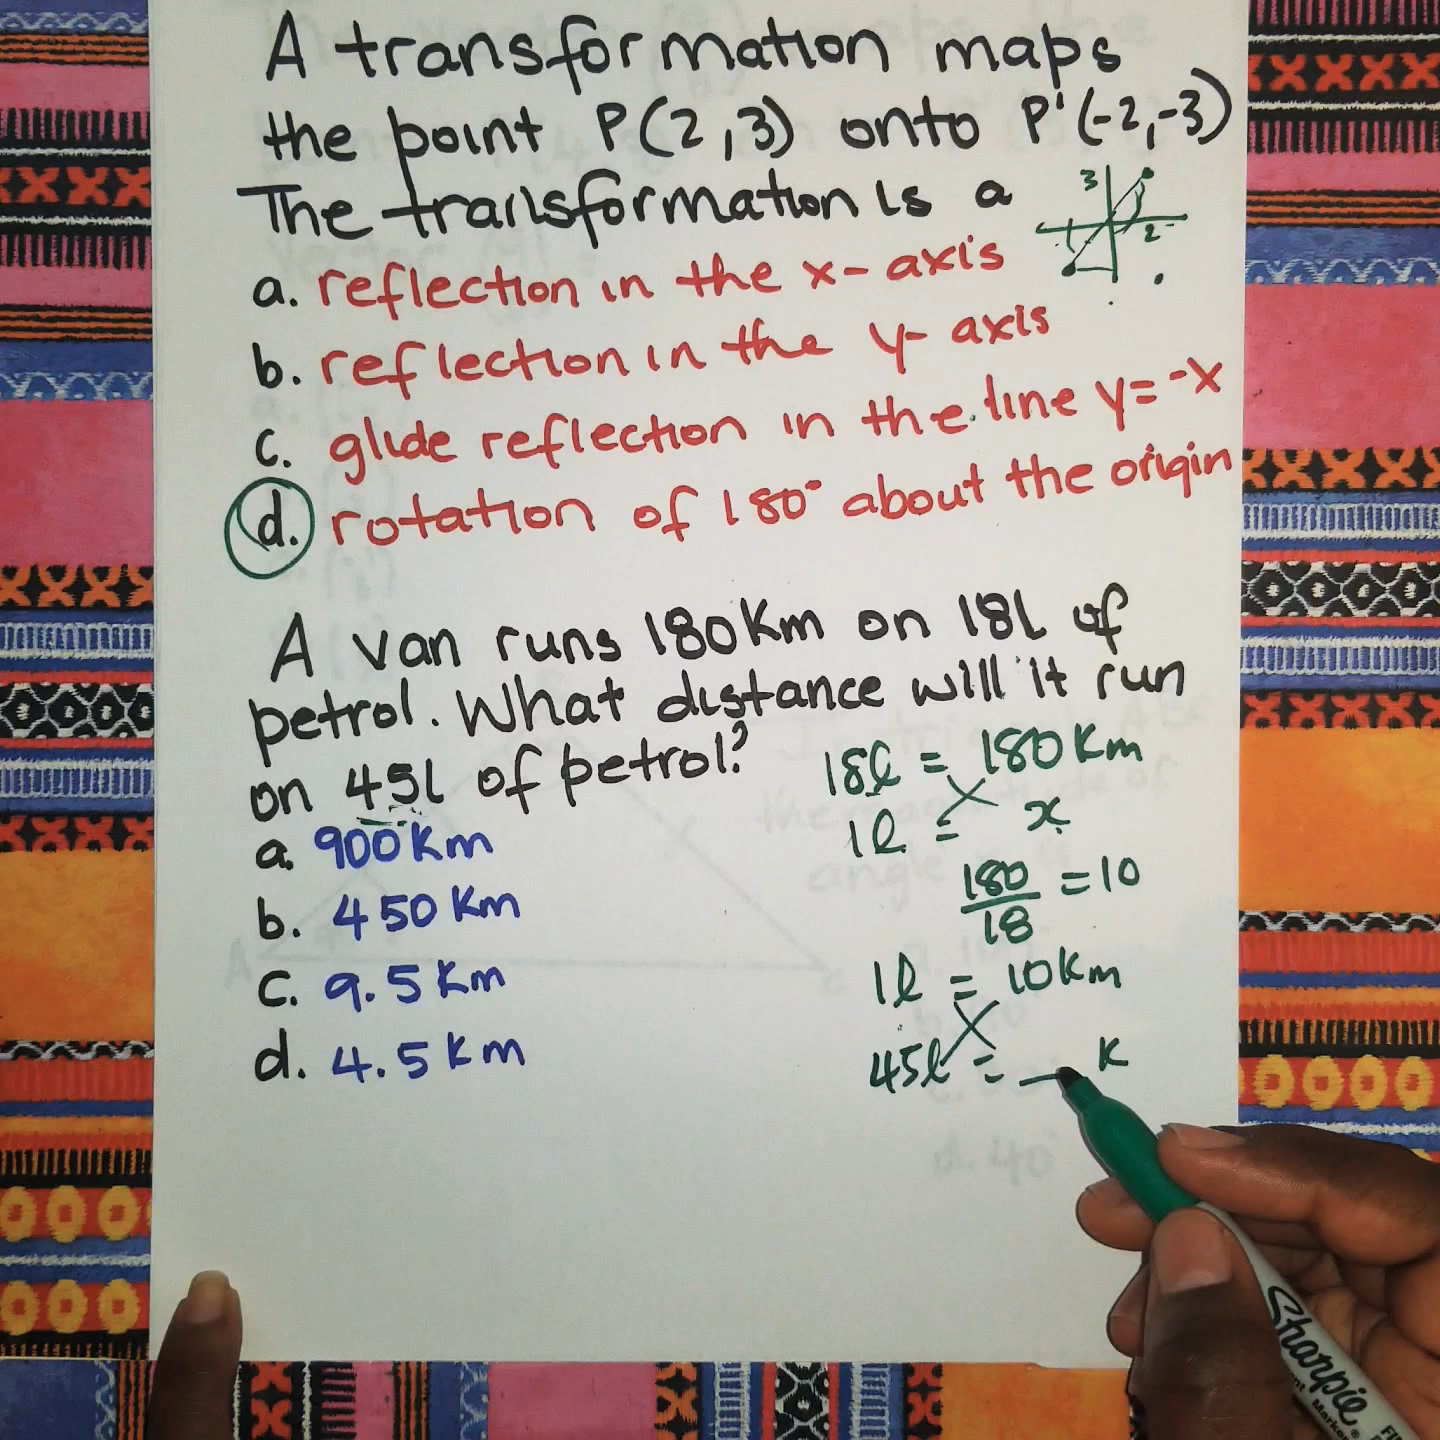 A transformation maps
the point P(2,3) onto P'(-2,-3)
The transformation is a
3
2
a. reflection in the x-axis
b. reflection in the y-axis
c. glide reflection in the line y=-x
d. rotation of 180° about the origin
A van runs 180Km on 18l of
petrol. What distance will it run
on 45l of petrol?
18l = 180Km
1l = x
180/18 = 10
1l = 10Km
45l = _ K
a. 900Km
b. 450Km
c. 9.5Km
d. 4.5Km
Sharpie